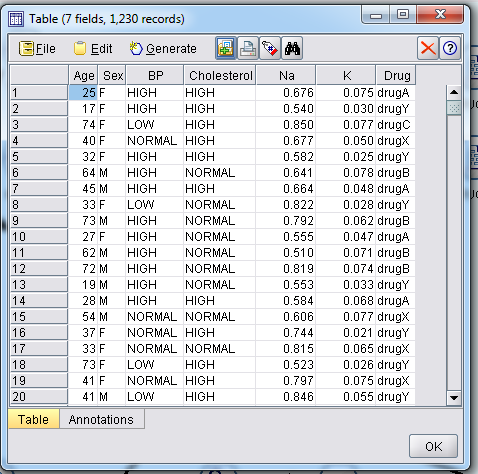 Table (7 fields, 1,230 records)
File Edit Generate
Age Sex BP Cholesterol Na K Drug
1 25 F HIGH HIGH 0.676 0.075 drugA
2 17 F HIGH HIGH 0.540 0.030 drugY
3 74 F LOW HIGH 0.850 0.077 drugC
4 40 F NORMAL HIGH 0.677 0.050 drugX
5 32 F HIGH HIGH 0.582 0.025 drugY
6 64 M HIGH NORMAL 0.641 0.078 drugB
7 45 M HIGH HIGH 0.664 0.048 drugA
8 33 F LOW NORMAL 0.822 0.028 drugY
9 73 M HIGH NORMAL 0.792 0.062 drugB
10 27 F HIGH NORMAL 0.555 0.047 drugA
11 62 M HIGH NORMAL 0.510 0.071 drugB
12 72 M HIGH NORMAL 0.819 0.074 drugB
13 19 M HIGH NORMAL 0.553 0.033 drugY
14 28 M HIGH HIGH 0.584 0.068 drugA
15 54 M NORMAL NORMAL 0.606 0.077 drugX
16 37 F NORMAL HIGH 0.744 0.021 drugY
17 33 F NORMAL NORMAL 0.815 0.065 drugX
18 73 F LOW HIGH 0.523 0.026 drugY
19 41 F NORMAL HIGH 0.797 0.075 drugX
20 41 M LOW HIGH 0.846 0.055 drugY
Table Annotations
OK